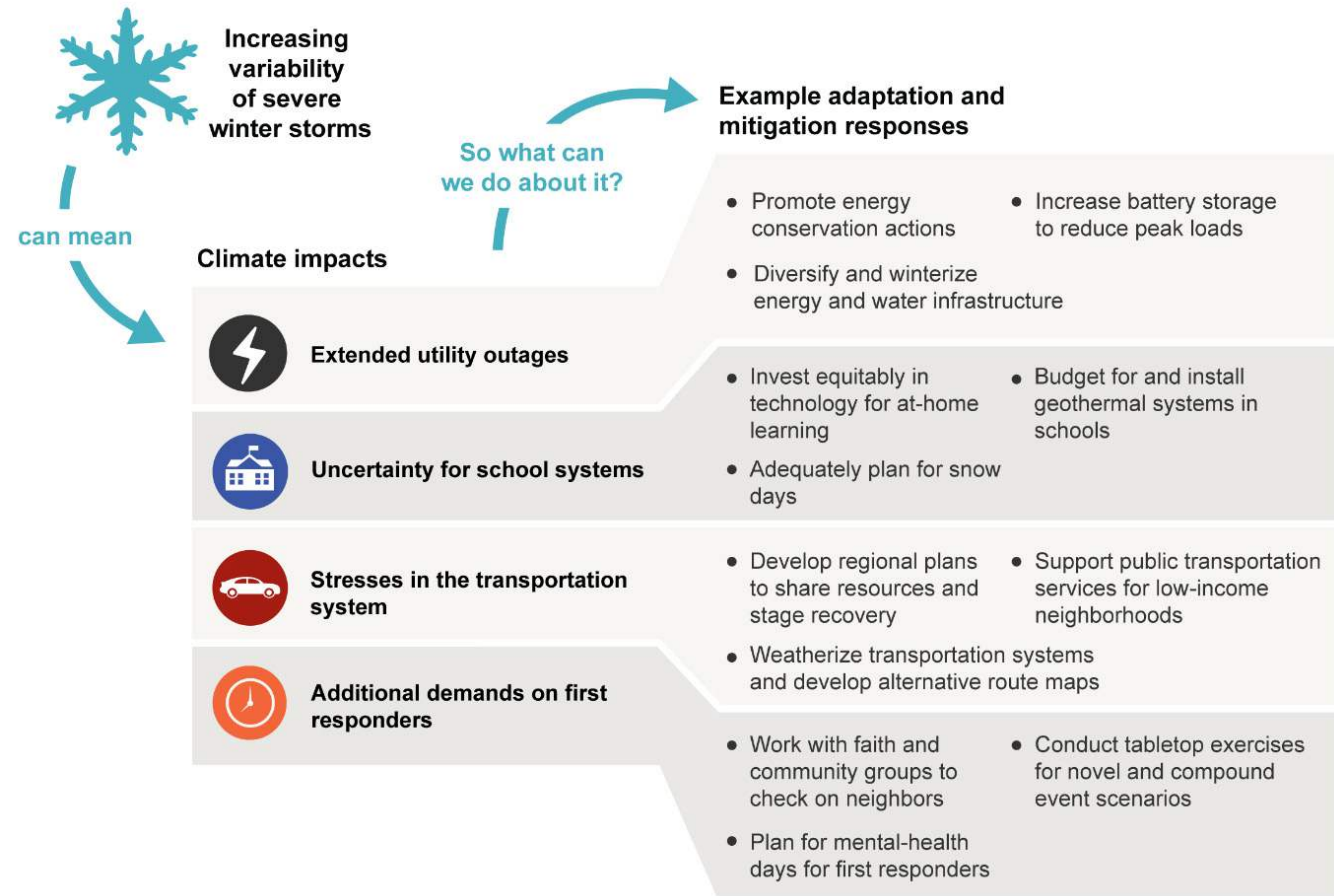 Increasing
variability
of severe
winter storms
can mean
Climate impacts
So what can
we do about it?
Example adaptation and
mitigation responses
Extended utility outages
• Promote energy
conservation actions
• Increase battery storage
to reduce peak loads
• Diversify and winterize
energy and water infrastructure
Uncertainty for school systems
• Invest equitably in
technology for at-home
learning
• Budget for and install
geothermal systems in
schools
• Adequately plan for snow
days
Stresses in the transportation
system
• Develop regional plans
to share resources and
stage recovery
• Support public transportation
services for low-income
neighborhoods
• Weatherize transportation systems
and develop alternative route maps
Additional demands on first
responders
• Work with faith and
community groups to
check on neighbors
• Conduct tabletop exercises
for novel and compound
event scenarios
• Plan for mental-health
days for first responders